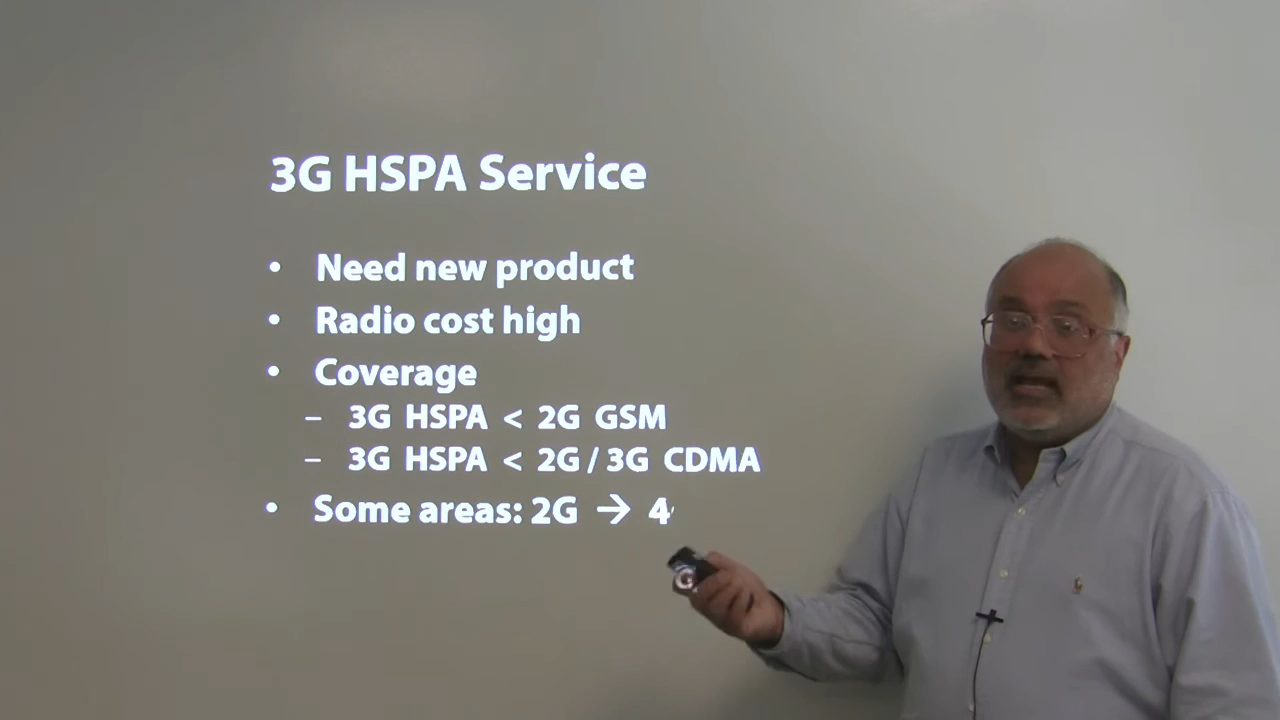 3G HSPA Service
• Need new product
• Radio cost high
• Coverage
– 3G HSPA < 2G GSM
– 3G HSPA < 2G / 3G CDMA
• Some areas: 2G → 4